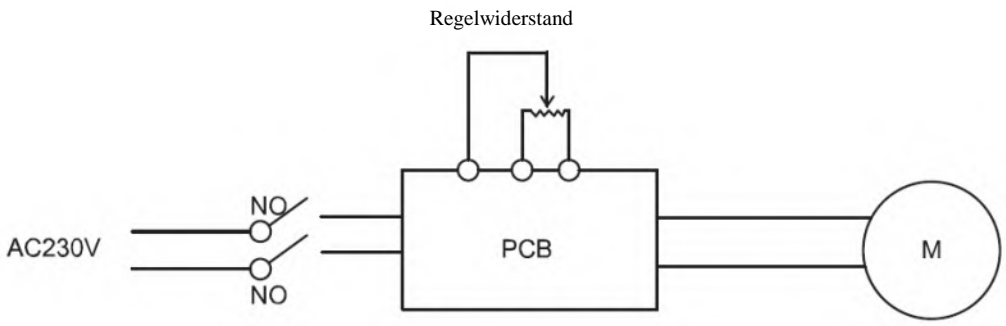 Regelwiderstand
NO
AC230V
PCB
M
NO